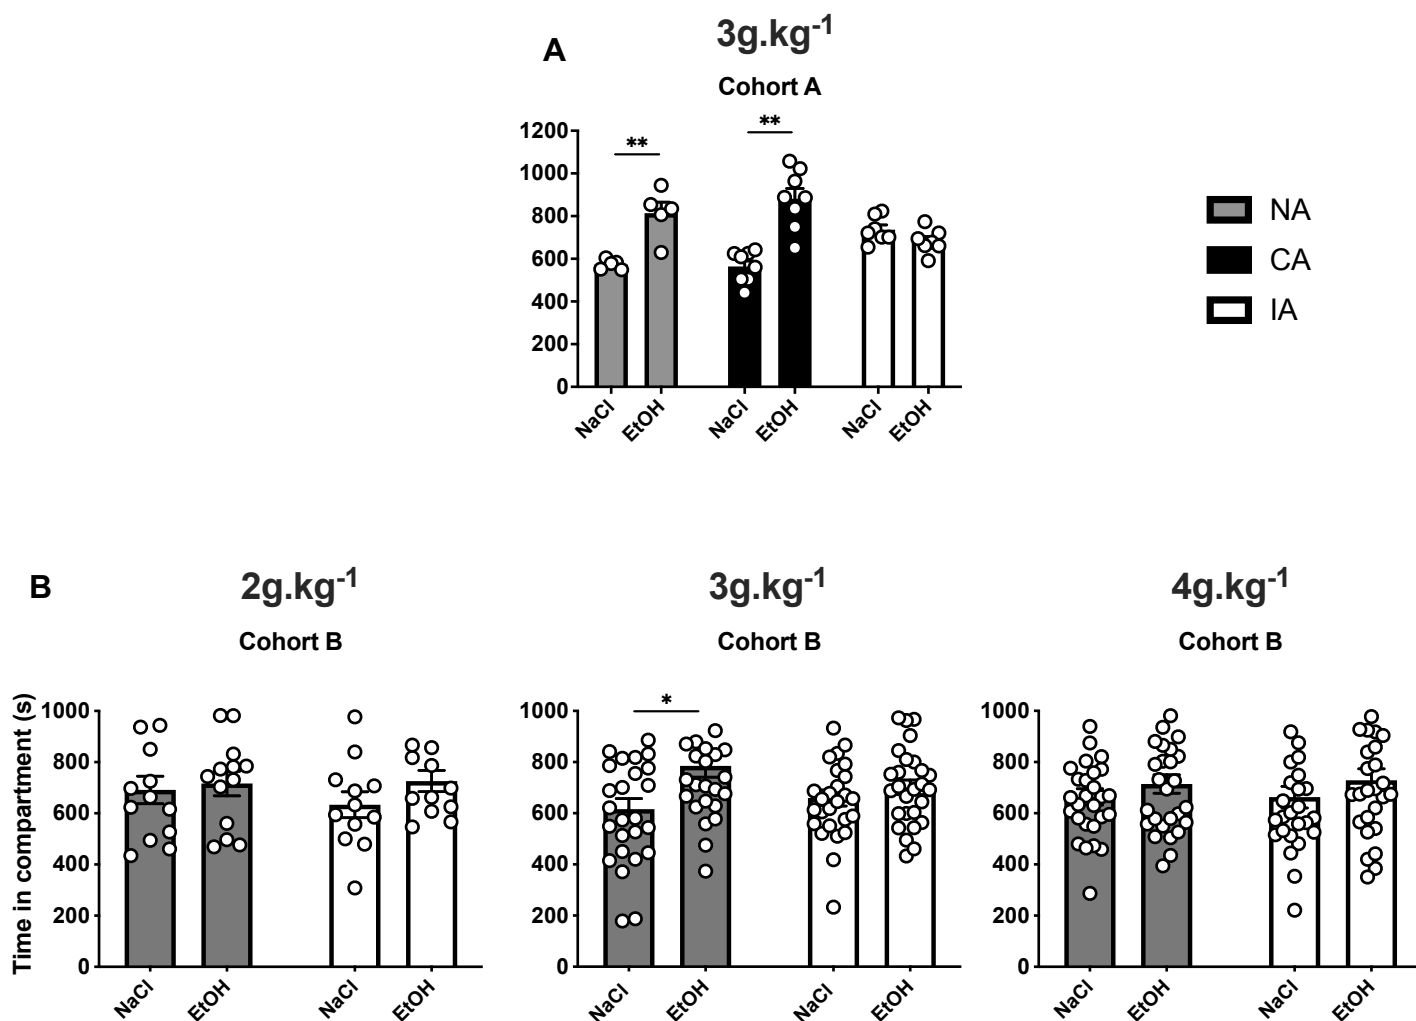 A
3g.kg-1
Cohort A
**
**
1200
1000
800
600
400
200
0
NaCl
EtOH
NaCl
EtOH
NaCl
EtOH
NA
CA
IA
B
2g.kg-1
Cohort B
Time in compartment (s)
1000
800
600
400
200
0
NaCl
EtOH
NaCl
EtOH
3g.kg-1
Cohort B
*
1000
800
600
400
200
0
NaCl
EtOH
NaCl
EtOH
4g.kg-1
Cohort B
1000
800
600
400
200
0
NaCl
EtOH
NaCl
EtOH